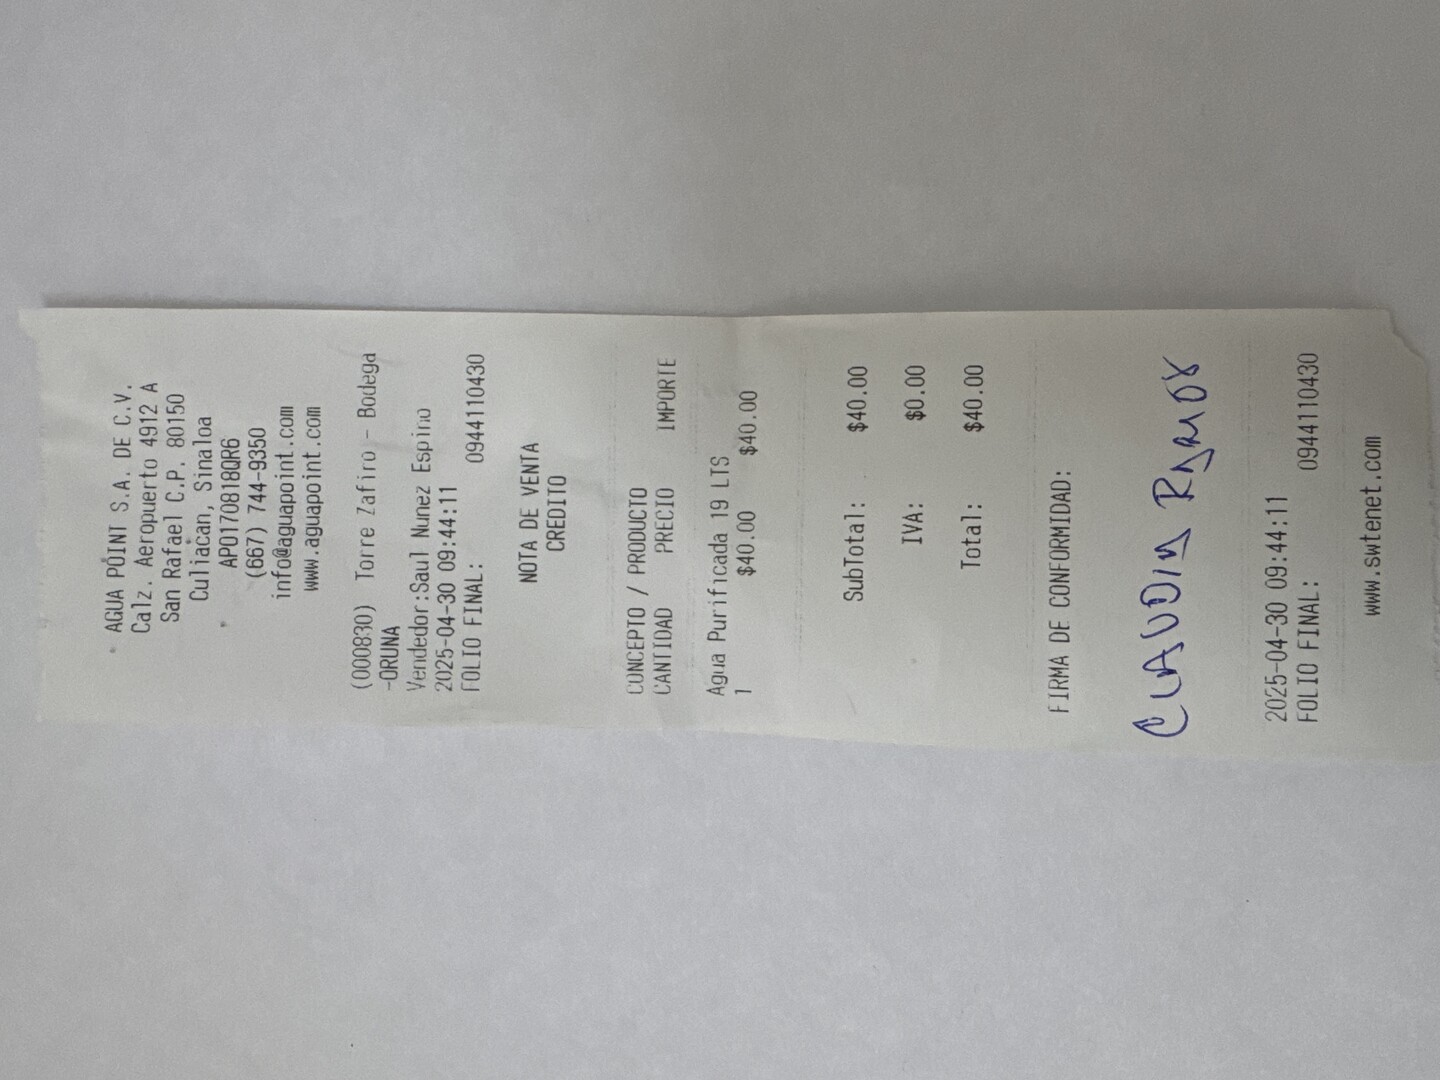 AGUA POINT S.A. DE C.V.
Calz. Aeropuerto 4912 A
San Rafael C.P. 80150
Culiacan, Sinaloa
APO170818QR6
(667) 744-9350
info@aguapoint.com
www.aguapoint.com
(000830) Torre Zafiro - Bodega
-ORUNA
Vendedor:Saul Nunez Espino
2025-04-30 09:44:11
FOLIO FINAL: 0944110430
NOTA DE VENTA
CREDITO
CONCEPTO / PRODUCTO
CANTIDAD PRECIO IMPORTE
Agua Purificada 19 LTS
1 $40.00 $40.00
SubTotal: $40.00
IVA: $0.00
Total: $40.00
FIRMA DE CONFORMIDAD:
CLAUDIA RAMOS
2025-04-30 09:44:11
FOLIO FINAL: 0944110430
www.swtenet.com